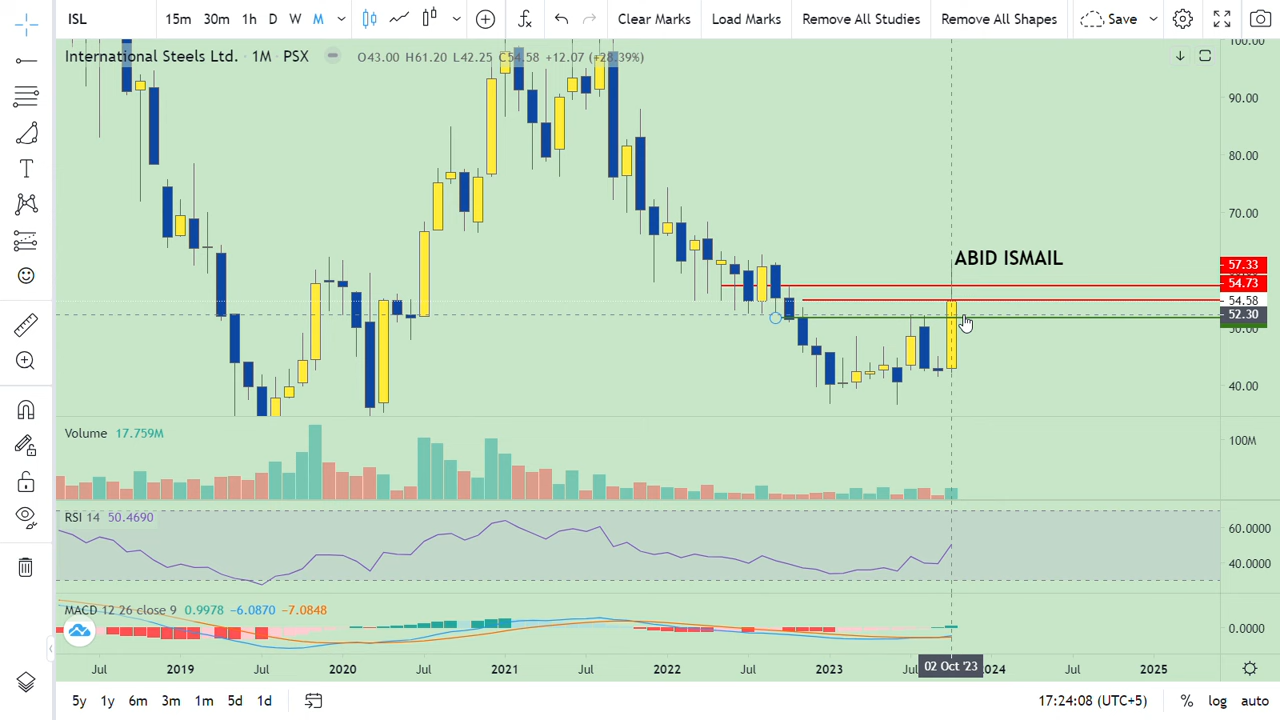 ISL 15m 30m 1h D W M Clear Marks Load Marks Remove All Studies Remove All Shapes Save
International Steels Ltd. · 1M · PSX O43.00 H61.20 L42.25 C54.58 +12.07 (+28.39%)
100.00
90.00
80.00
70.00
ABID ISMAIL
57.33
54.73
54.58
52.30
50.00
40.00
Volume 17.759M
100M
RSI 14 50.4690
60.0000
40.0000
MACD 12 26 close 9 0.9978 −6.0870 −7.0848
0.0000
Jul 2019 Jul 2020 Jul 2021 Jul 2022 Jul 2023 Jul 02 Oct '23 2024 Jul 2025
5y 1y 6m 3m 1m 5d 1d 17:24:08 (UTC+5) % log auto